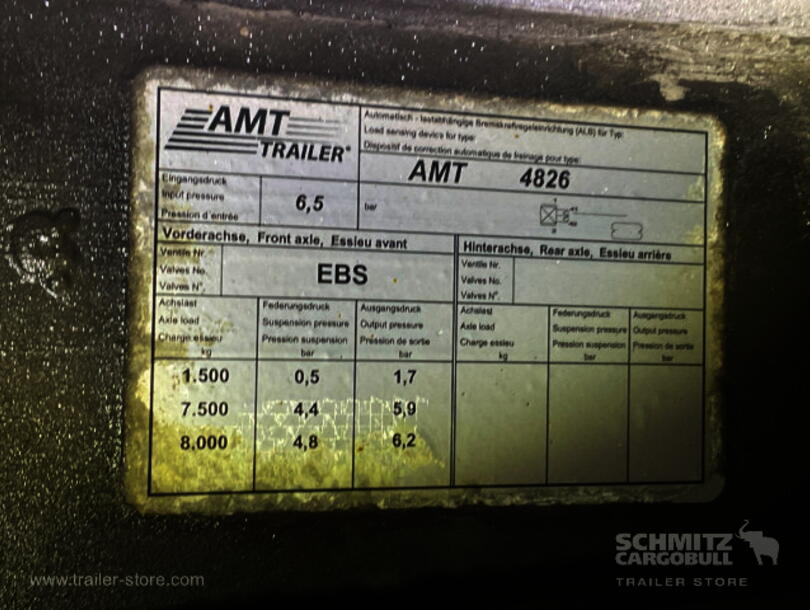 AMT
TRAILER®
Automatisch - lastabhängige Bremskraftregeleinrichtung (ALB) für Typ:
Load sensing device for type:
Dispositif de correction automatique de freinage pour type:
AMT 4826
Eingangsdruck
Input pressure
Pression d'entrée
6,5
bar
Vorderachse, Front axle, Essieu avant
Hinterachse, Rear axle, Essieu arrière
Ventile Nr.
Valves No.
Valves N°.
EBS
Ventile Nr.
Valves No.
Valves N°.
Achslast
Axle load
Charge essieu
kg
Federungsdruck
Suspension pressure
Pression suspension
bar
Ausgangsdruck
Output pressure
Pression de sortie
bar
Achslast
Axle load
Charge essieu
kg
Federungsdruck
Suspension pressure
Pression suspension
bar
Ausgangsdruck
Output pressure
Pression de sortie
bar
1.500 0,5 1,7
7.500 4,4 5,9
8.000 4,8 6,2
SCHMITZ
CARGOBULL
TRAILER STORE
www.trailer-store.com